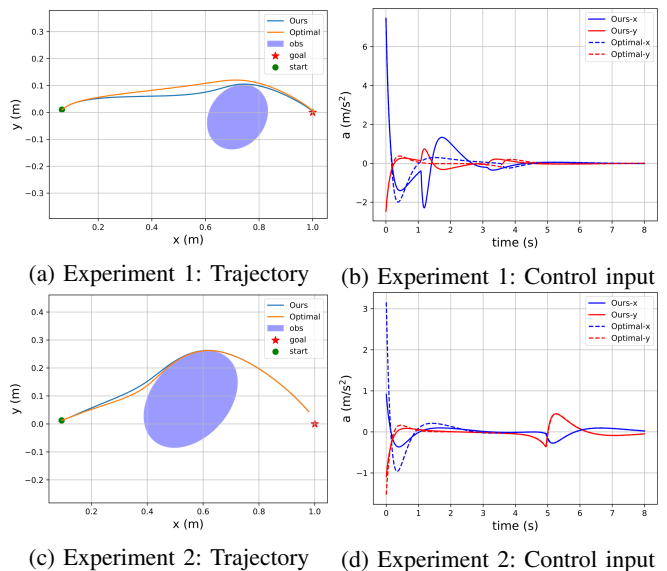 0.3
0.2
0.1
0.0
-0.1
-0.2
-0.3
y (m)
0.2
0.4
0.6
0.8
1.0
x (m)
Ours
Optimal
obs
goal
start
6
4
2
0
−2
a (m/s²)
0
1
2
3
4
5
6
7
8
time (s)
Ours-x
Ours-y
Optimal-x
Optimal-y
(a) Experiment 1: Trajectory
(b) Experiment 1: Control input
0.4
0.3
0.2
0.1
0.0
-0.1
-0.2
y (m)
0.2
0.4
0.6
0.8
1.0
x (m)
Ours
Optimal
obs
goal
start
3
2
1
0
−1
a (m/s²)
0
1
2
3
4
5
6
7
8
time (s)
Ours-x
Ours-y
Optimal-x
Optimal-y
(c) Experiment 2: Trajectory
(d) Experiment 2: Control input